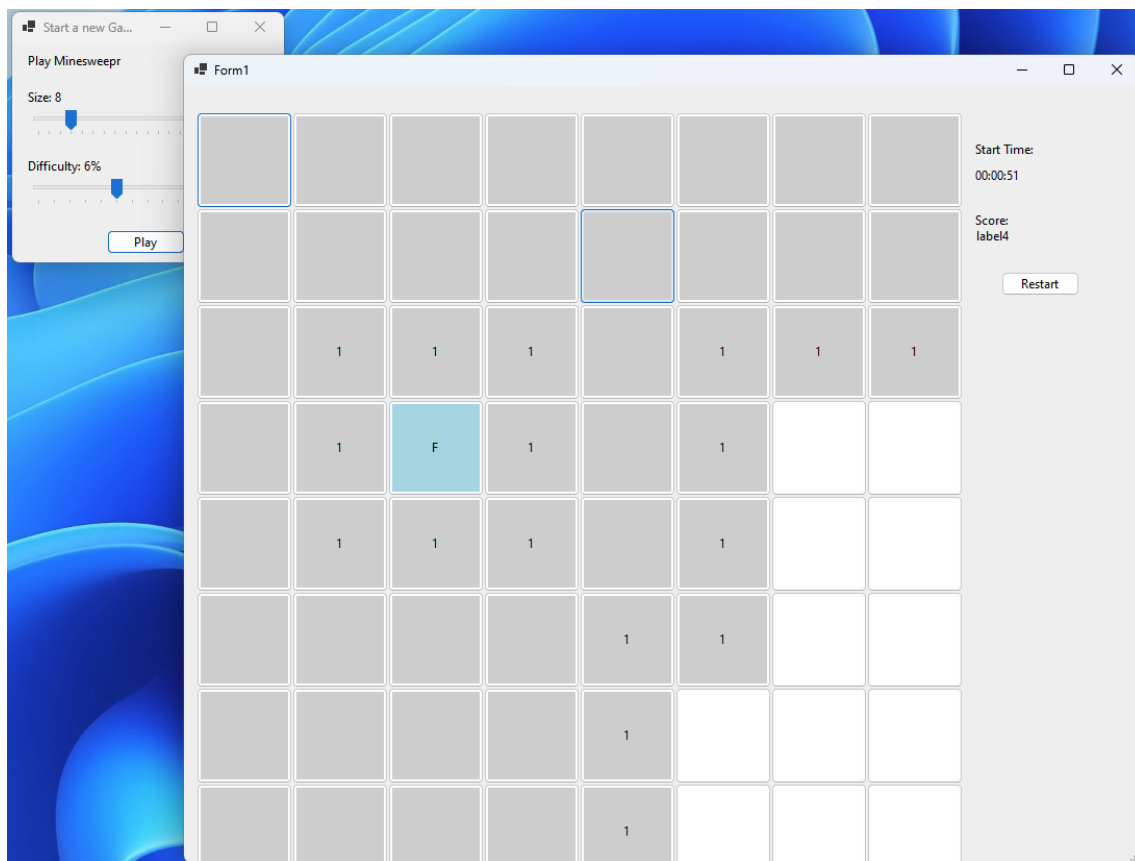 Start a new Ga...
Play Minesweepr
Size: 8
Difficulty: 6%
Play
Form1
Start Time:
00:00:51
Score:
label4
Restart
1 1 1 1 1 1
1 F 1 1
1 1 1 1
1 1
1
1